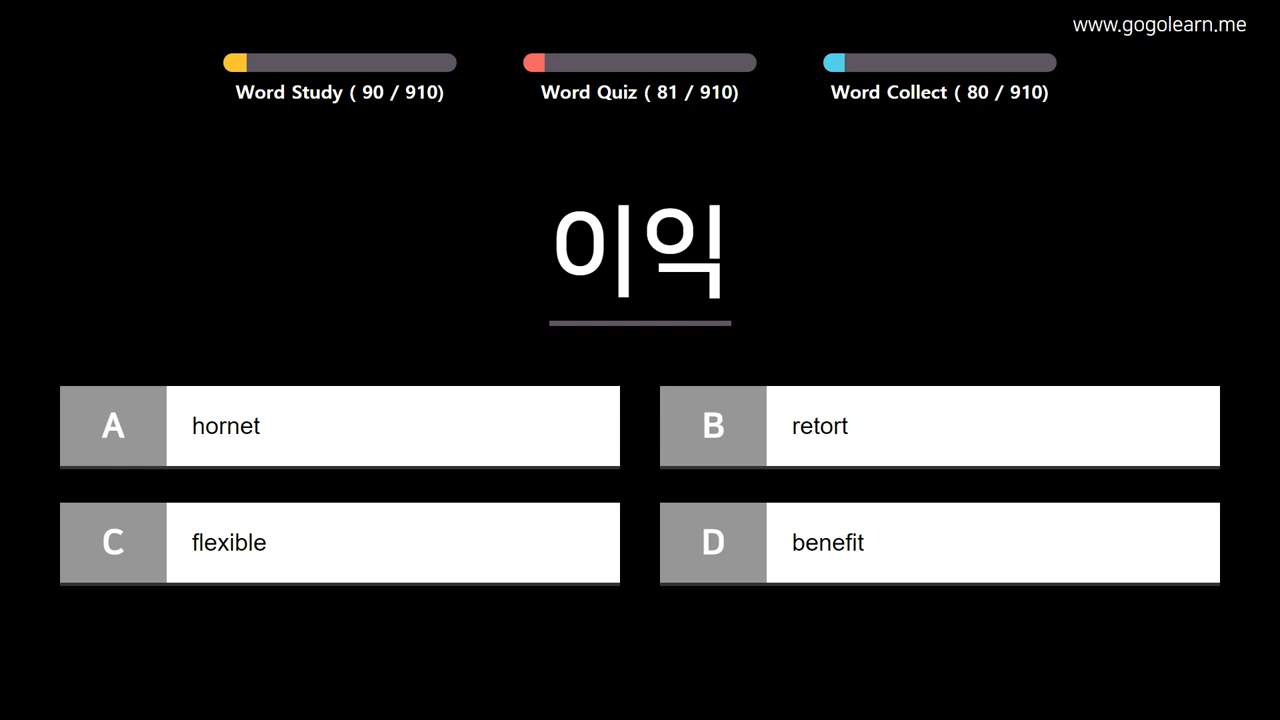 www.gogolearn.me
Word Study ( 90 / 910)
Word Quiz ( 81 / 910)
Word Collect ( 80 / 910)
이익
A hornet
B retort
C flexible
D benefit